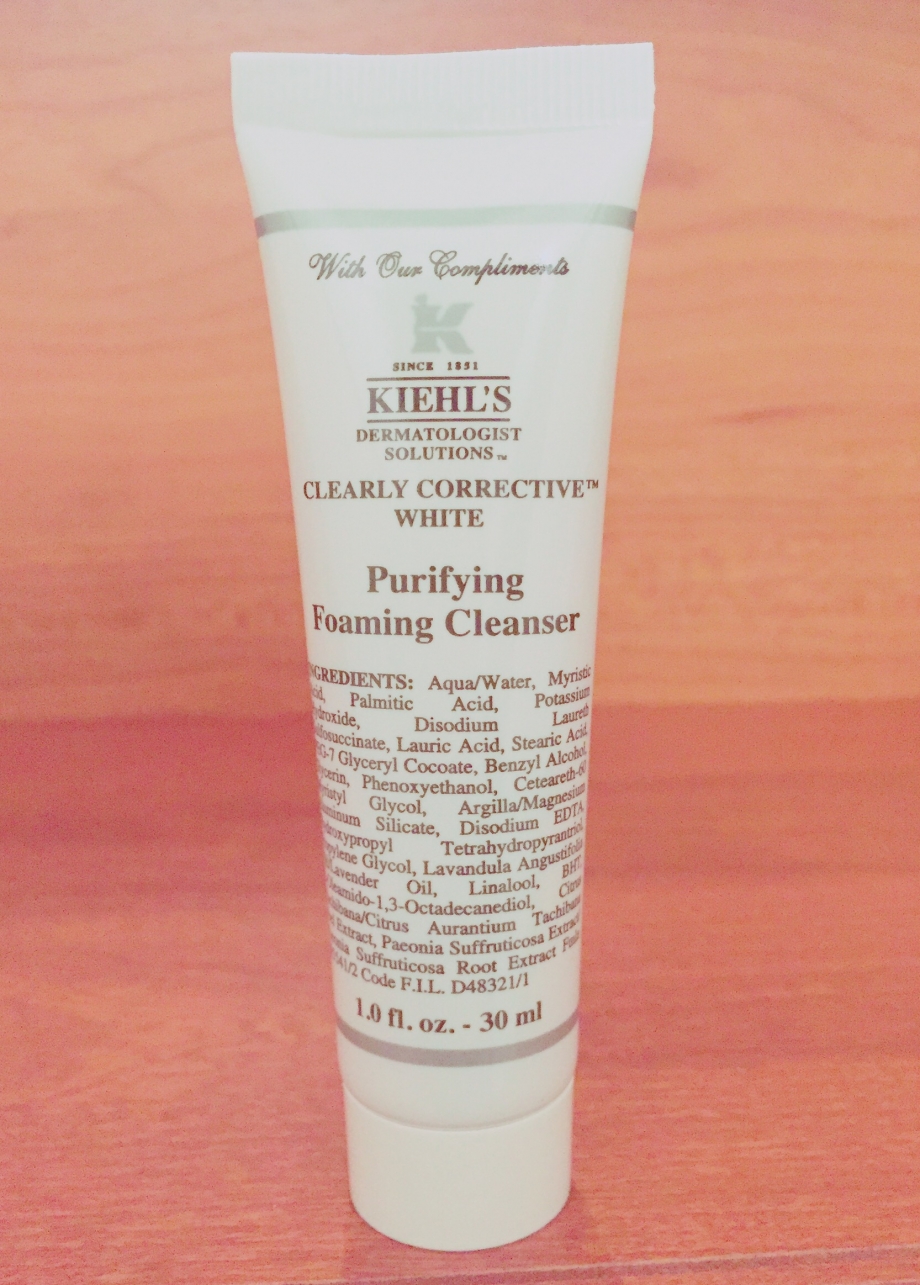 With Our Compliments
K
SINCE 1851
KIEHL'S
DERMATOLOGIST
SOLUTIONS™
CLEARLY CORRECTIVE™
WHITE
Purifying
Foaming Cleanser
Aqua/Water, Myristic
Palmitic Acid, Potassium
Disodium Laureth
Lauric Acid, Stearic Acid,
Glyceryl Cocoate, Benzyl Alcohol,
Phenoxyethanol, Ceteareth-60
Glycol, Argilla/Magnesium
Silicate, Disodium EDTA,
Tetrahydropyrantriol,
Glycol, Lavandula Angustifolia
Oil, Linalool, BHT,
Citrus
Aurantium Tachibana
Extract, Paeonia Suffruticosa Extract
Suffruticosa Root Extract
Code F.I.L. D48321/1
1.0 fl. oz. - 30 ml